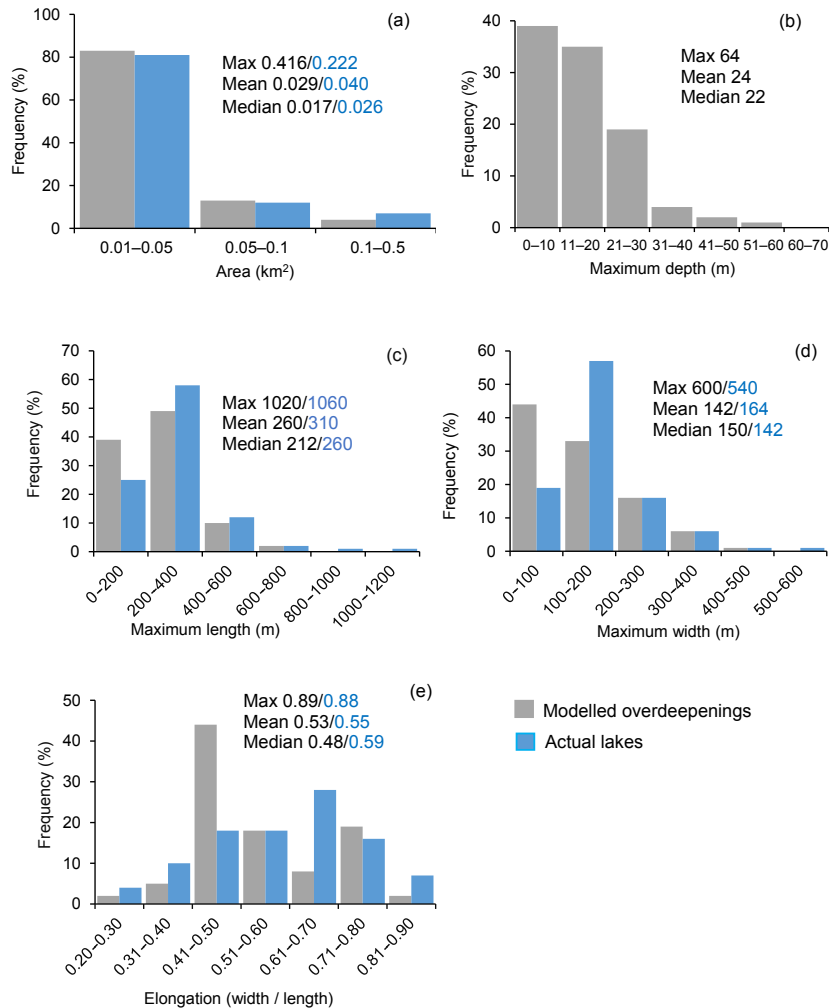 (a)
100
80
60
40
20
0
Frequency (%)
Max 0.416/0.222
Mean 0.029/0.040
Median 0.017/0.026
0.01–0.05 0.05–0.1 0.1–0.5
Area (km²)
(b)
40
30
20
10
0
Frequency (%)
Max 64
Mean 24
Median 22
0–10 11–20 21–30 31–40 41–50 51–60 60–70
Maximum depth (m)
(c)
70
60
50
40
30
20
10
0
Frequency (%)
Max 1020/1060
Mean 260/310
Median 212/260
0–200 200–400 400–600 600–800 800–1000 1000–1200
Maximum length (m)
(d)
60
50
40
30
20
10
0
Frequency (%)
Max 600/540
Mean 142/164
Median 150/142
0–100 100–200 200–300 300–400 400–500 500–600
Maximum width (m)
(e)
50
40
30
20
10
0
Frequency (%)
Max 0.89/0.88
Mean 0.53/0.55
Median 0.48/0.59
0.20–0.30 0.31–0.40 0.41–0.50 0.51–0.60 0.61–0.70 0.71–0.80 0.81–0.90
Elongation (width / length)
Modelled overdeepenings
Actual lakes